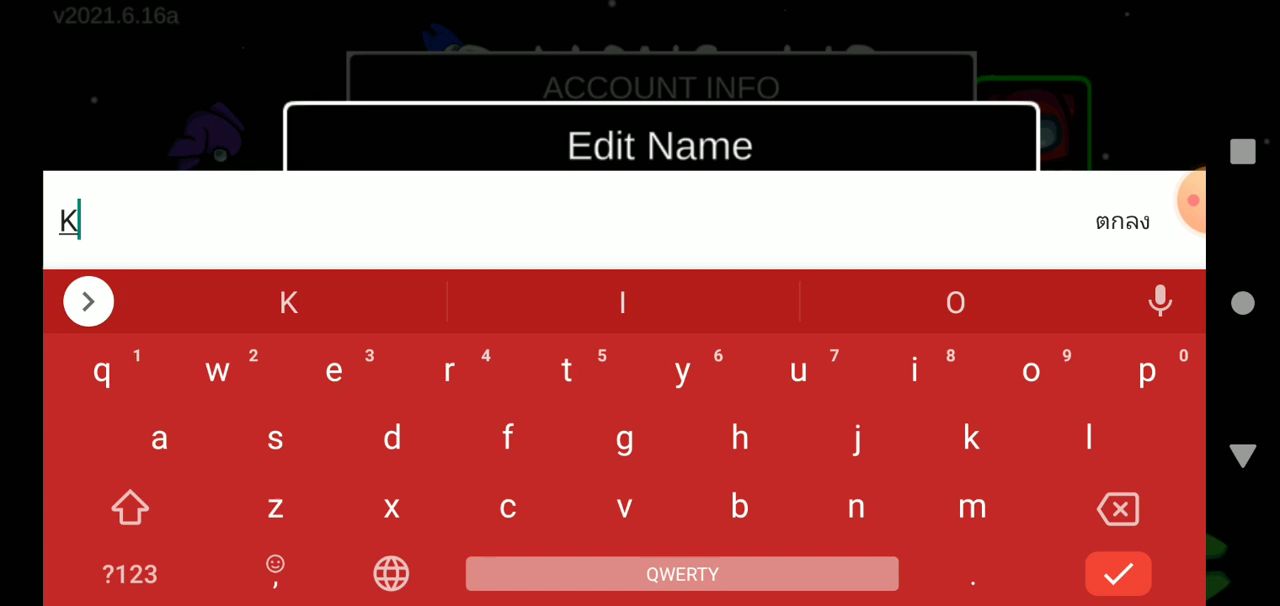 v2021.6.16a
ACCOUNT INFO
Edit Name
K
ตกลง
K I O
q 1 w 2 e 3 r 4 t 5 y 6 u 7 i 8 o 9 p 0
a s d f g h j k l
z x c v b n m
?123 , QWERTY .